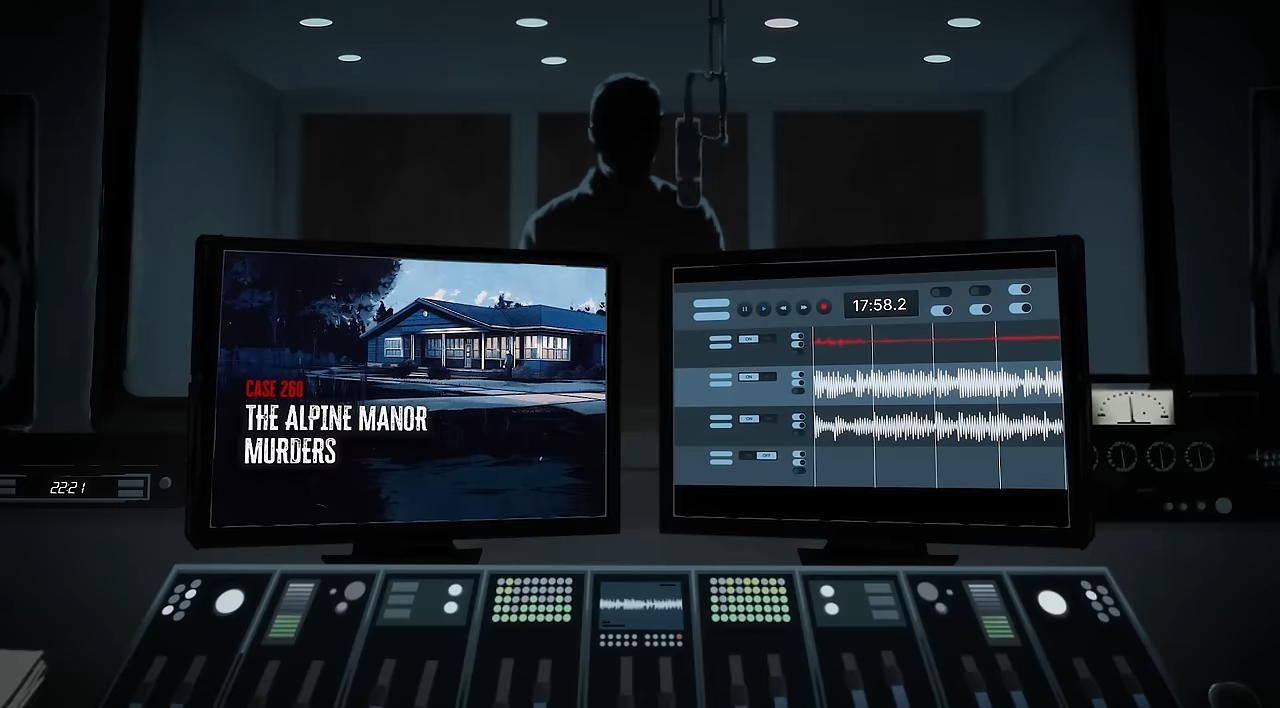 CASE 260
THE ALPINE MANOR
MURDERS
17:58.2
ON
ON
ON
OFF
22:21